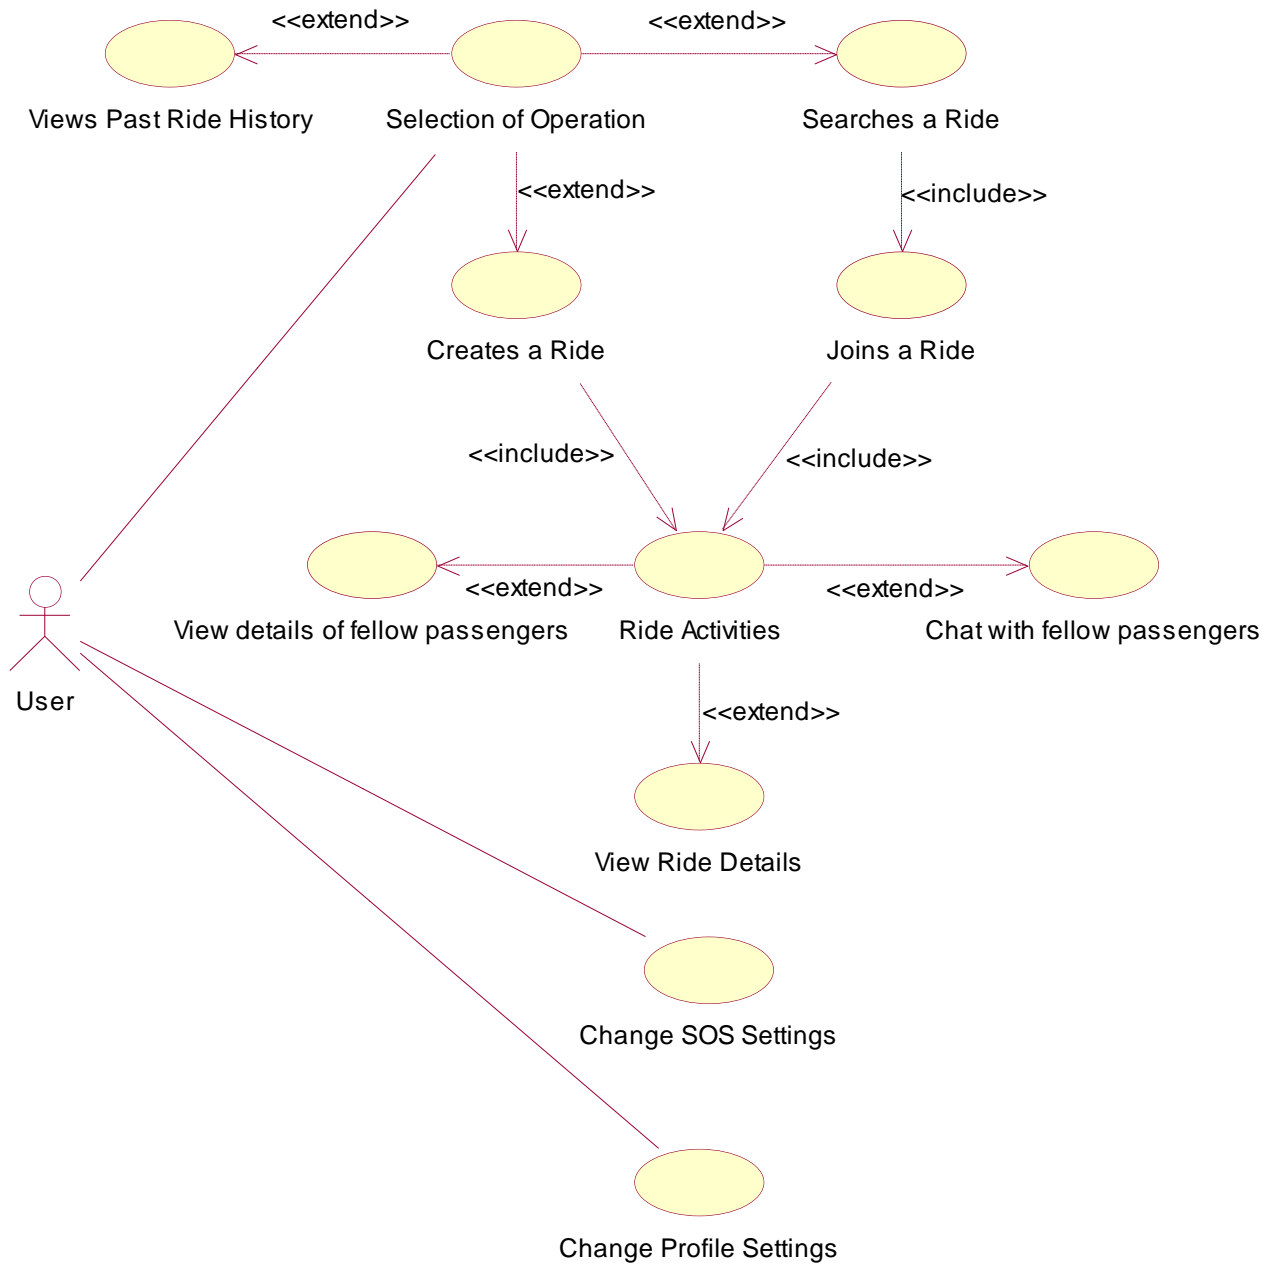 <<extend>>
<<extend>>
Views Past Ride History
Selection of Operation
Searches a Ride
<<extend>>
<<include>>
Creates a Ride
Joins a Ride
<<include>>
<<include>>
<<extend>>
<<extend>>
View details of fellow passengers
Ride Activities
Chat with fellow passengers
User
<<extend>>
View Ride Details
Change SOS Settings
Change Profile Settings